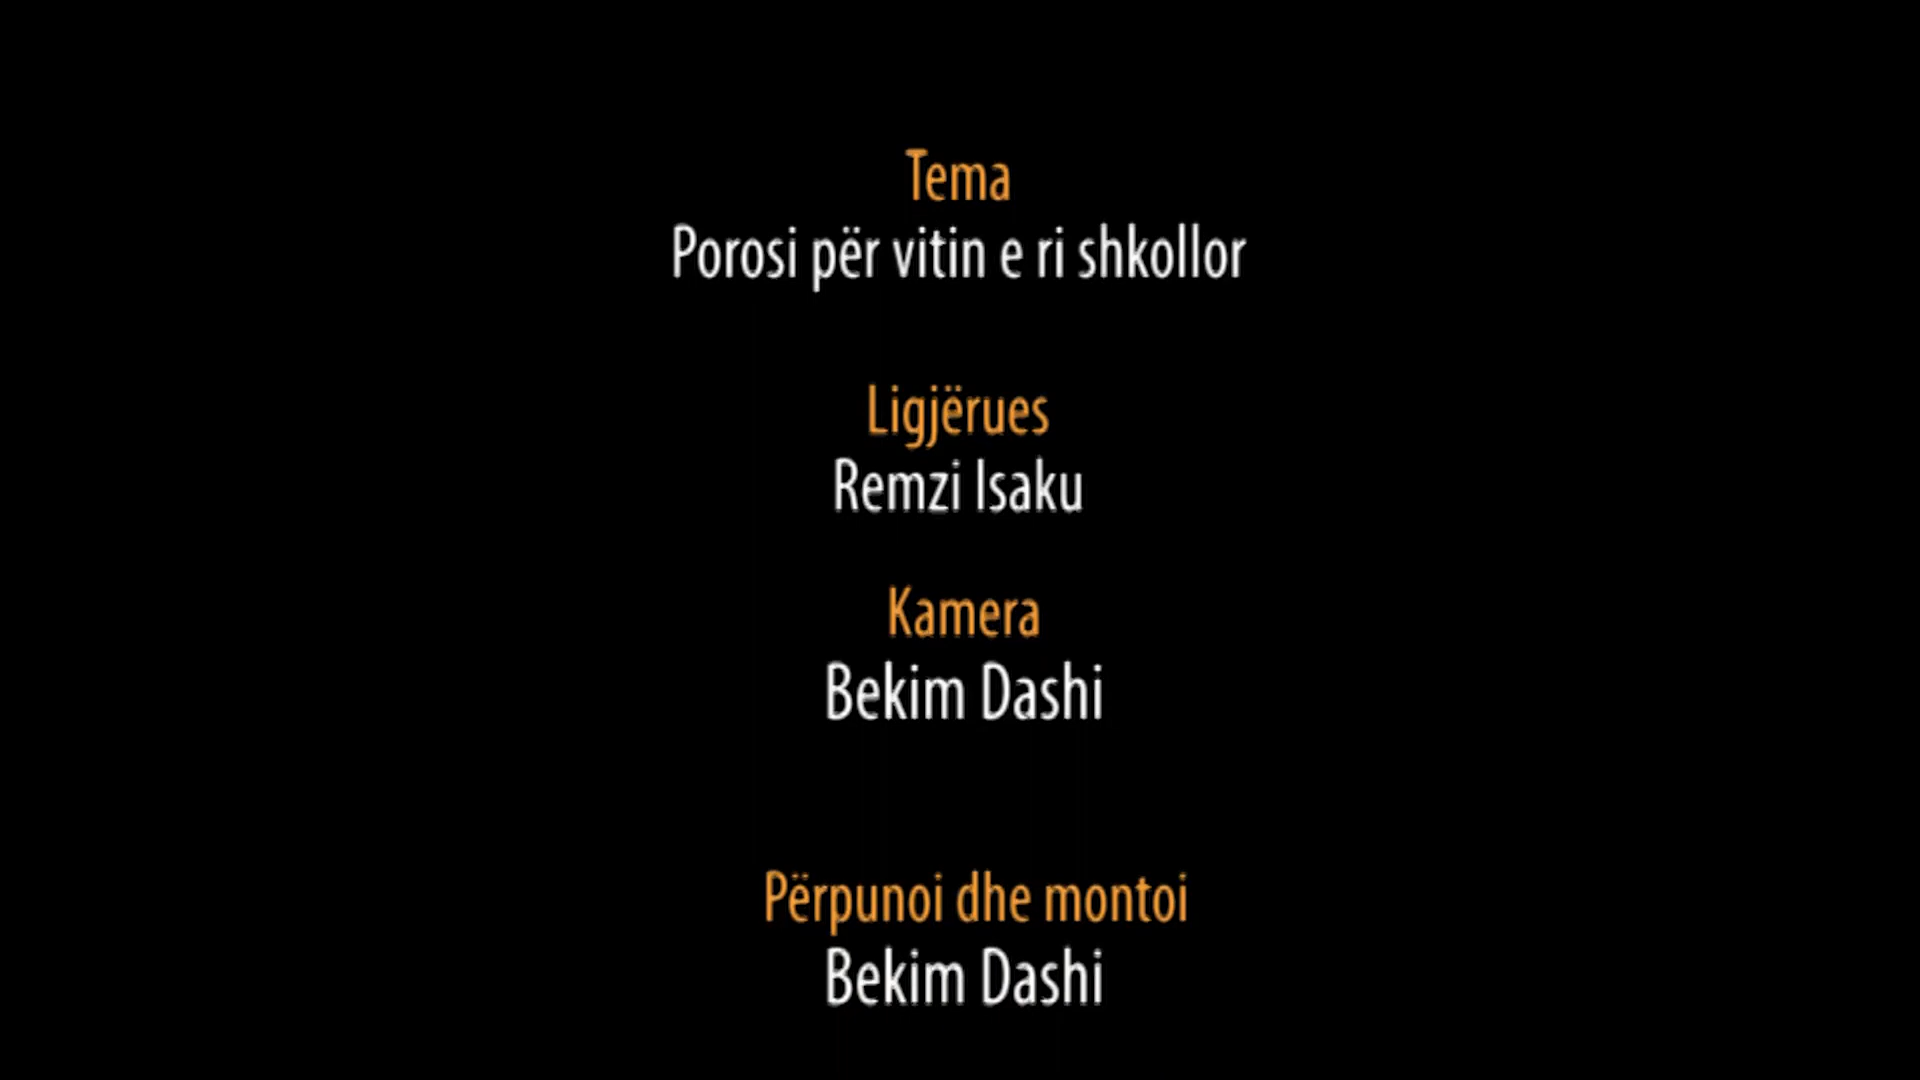 Tema
Porosi për vitin e ri shkollor
Ligjërues
Remzi Isaku
Kamera
Bekim Dashi
Përpunoi dhe montoi
Bekim Dashi